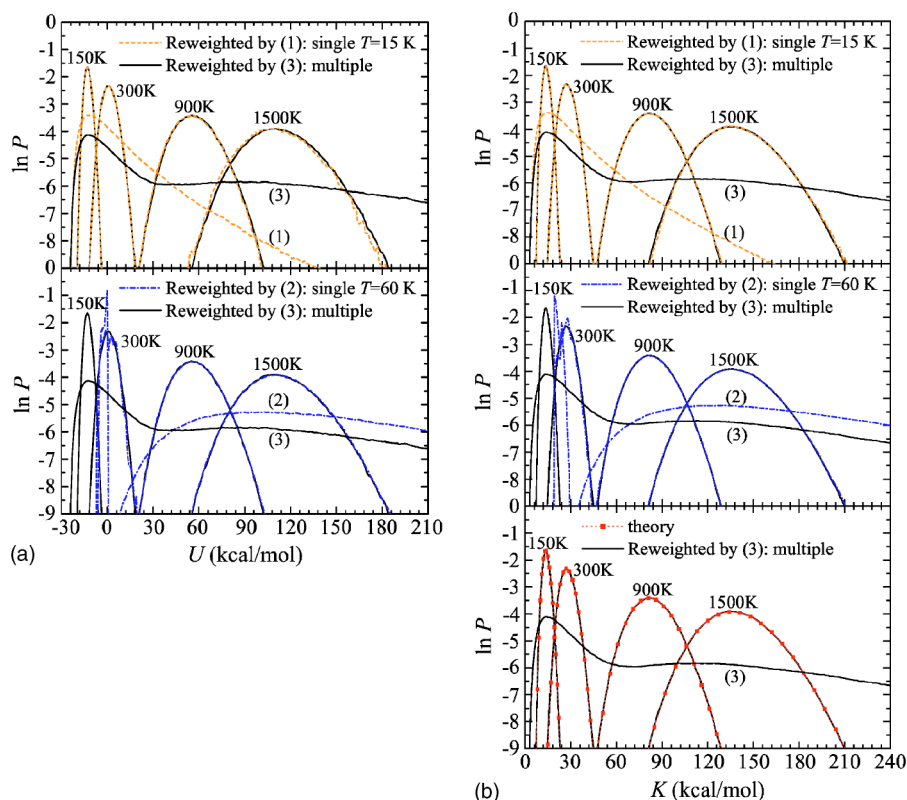 0
-1
-2
-3
-4
-5
-6
-7
-8
0
ln P
Reweighted by (1): single T=15 K
Reweighted by (3): multiple
150K
300K
900K
1500K
(3)
(1)
-1
-2
-3
-4
-5
-6
-7
-8
-9
ln P
Reweighted by (2): single T=60 K
Reweighted by (3): multiple
150K
300K
900K
1500K
(2)
(3)
-30 0 30 60 90 120 150 180 210
U (kcal/mol)
(a)
0
-1
-2
-3
-4
-5
-6
-7
-8
0
ln P
Reweighted by (1): single T=15 K
Reweighted by (3): multiple
150K
300K
900K
1500K
(3)
(1)
-1
-2
-3
-4
-5
-6
-7
-8
0
ln P
Reweighted by (2): single T=60 K
Reweighted by (3): multiple
150K
300K
900K
1500K
(2)
(3)
-1
-2
-3
-4
-5
-6
-7
-8
-9
ln P
theory
Reweighted by (3): multiple
150K
300K
900K
1500K
(3)
0 30 60 90 120 150 180 210 240
K (kcal/mol)
(b)